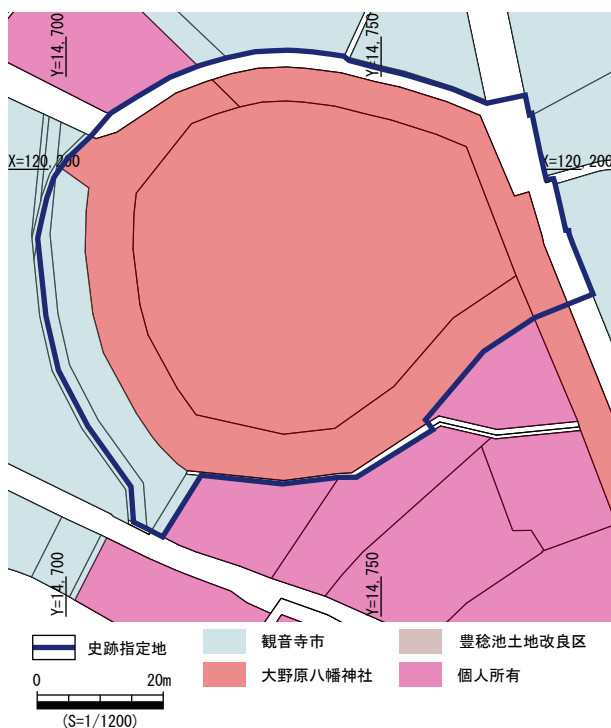 Y=14,700
Y=14,750
X=120,200
X=120,200
Y=14,700
Y=14,750
史跡指定地
観音寺市
豊稔池土地改良区
大野原八幡神社
個人所有
0 20m
(S=1/1200)